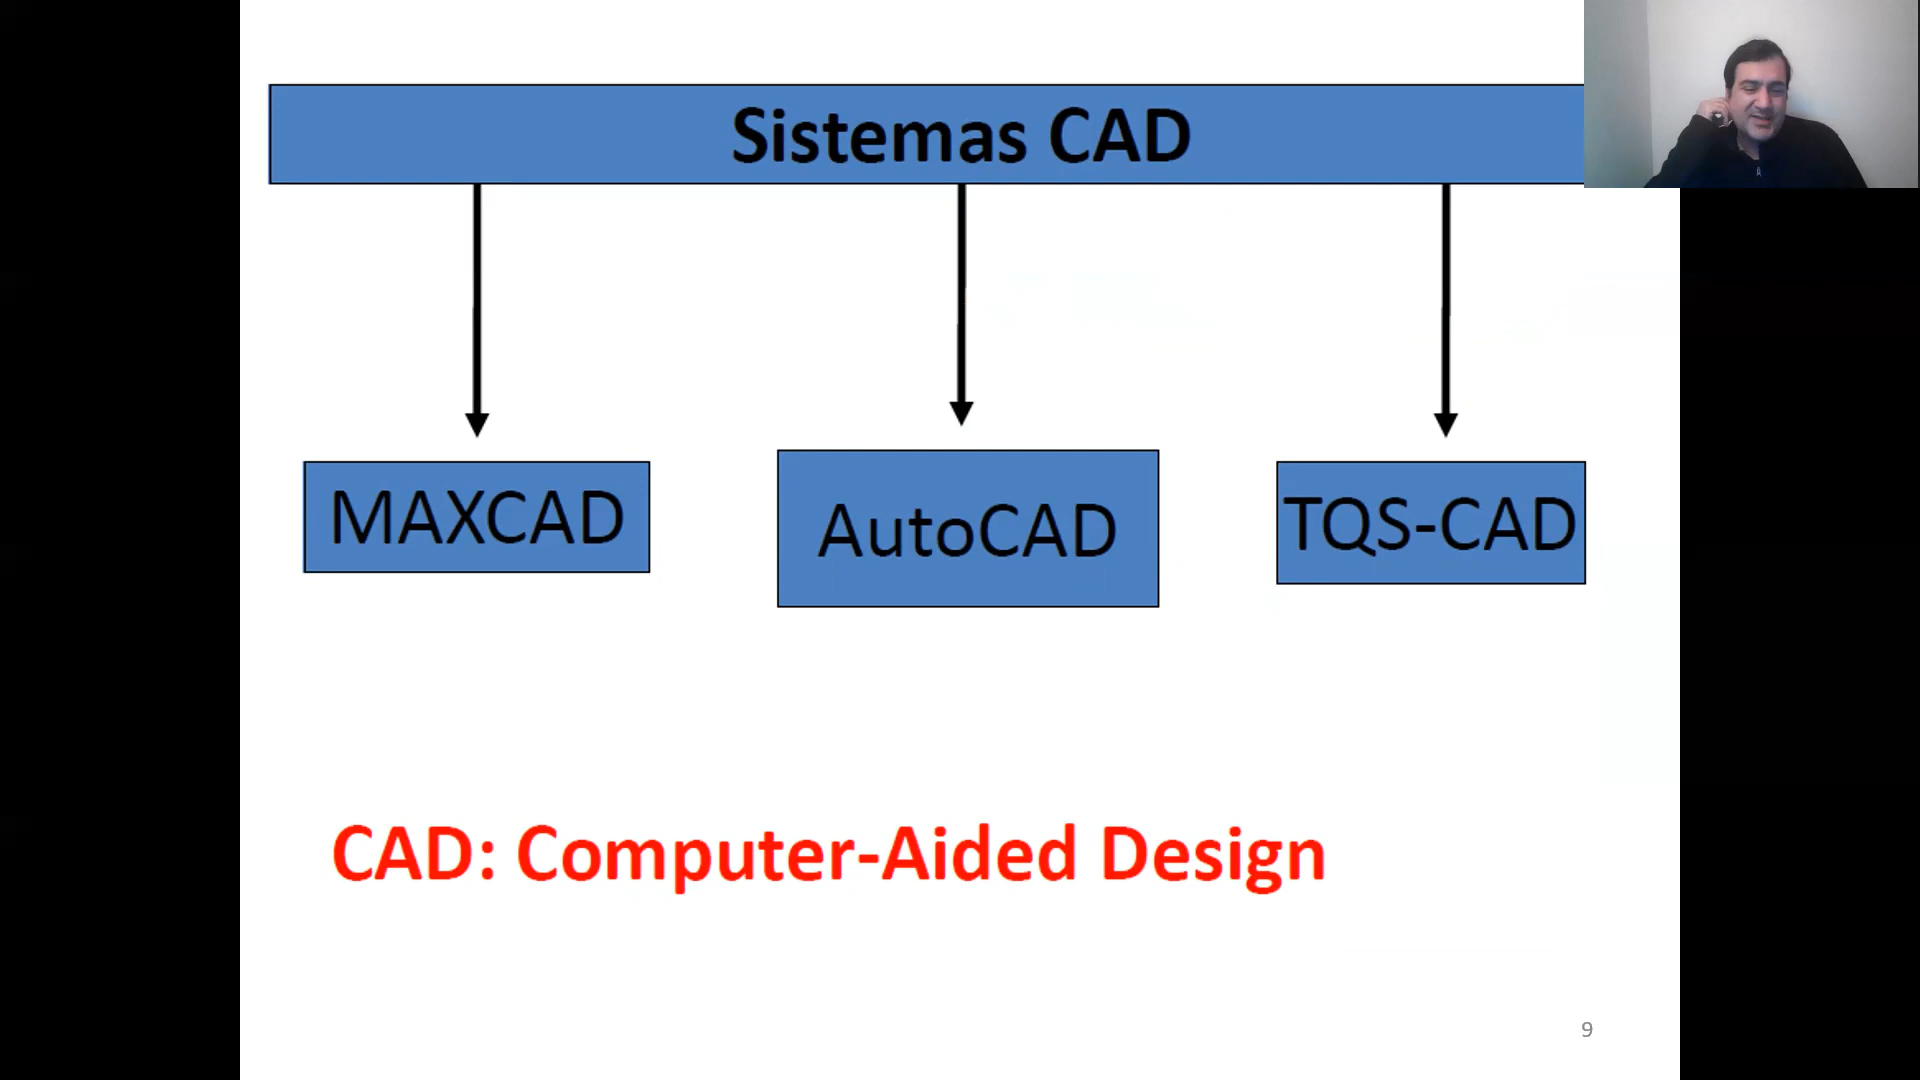 Sistemas CAD
MAXCAD
AutoCAD
TQS-CAD
CAD: Computer-Aided Design
9